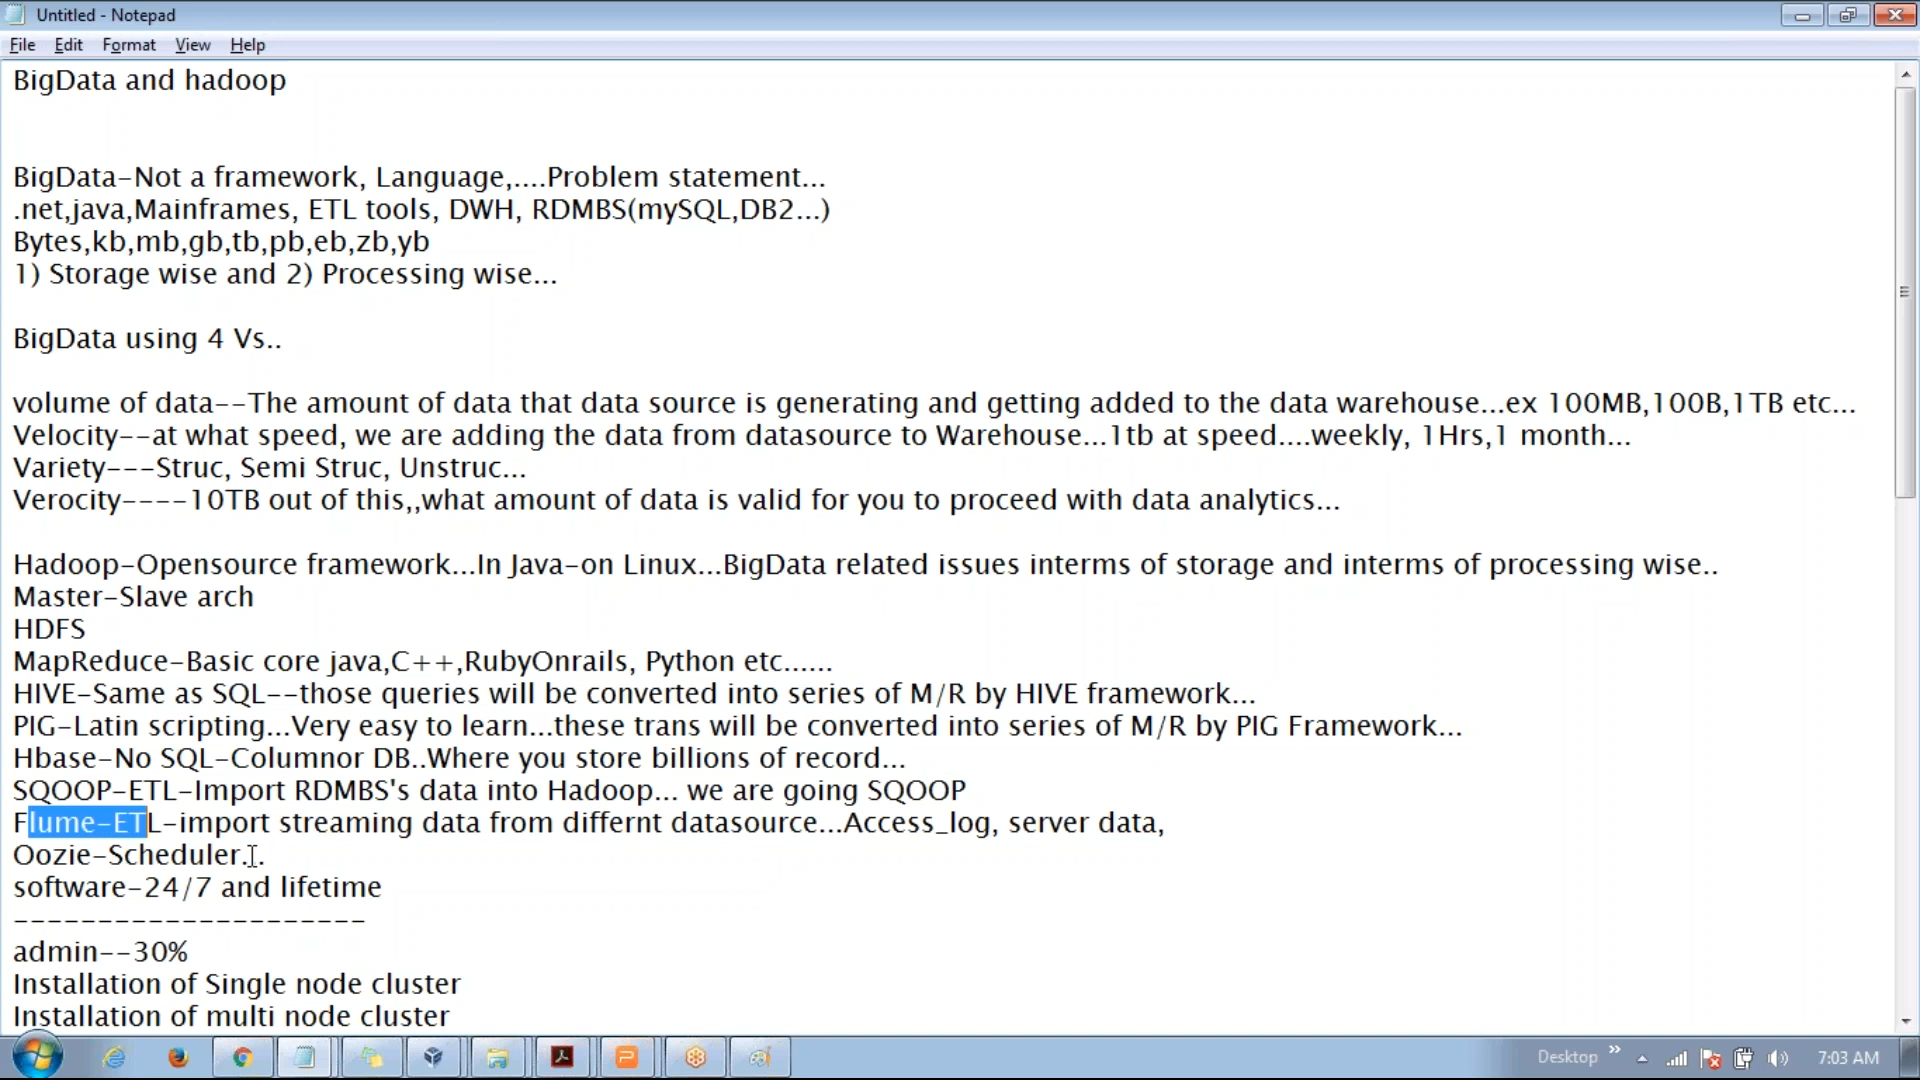 Untitled - Notepad
File Edit Format View Help
BigData and hadoop
BigData-Not a framework, Language,....Problem statement...
.net,java,Mainframes, ETL tools, DWH, RDMBS(mySQL,DB2...)
Bytes,kb,mb,gb,tb,pb,eb,zb,yb
1) Storage wise and 2) Processing wise...
BigData using 4 Vs..
volume of data--The amount of data that data source is generating and getting added to the data warehouse...ex 100MB,100B,1TB etc...
Velocity--at what speed, we are adding the data from datasource to Warehouse...1tb at speed....weekly, 1Hrs,1 month...
Variety---Struc, Semi Struc, Unstruc...
Verocity----10TB out of this,,what amount of data is valid for you to proceed with data analytics...
Hadoop-Opensource framework...In Java-on Linux...BigData related issues interms of storage and interms of processing wise..
Master-Slave arch
HDFS
MapReduce-Basic core java,C++,RubyOnrails, Python etc......
HIVE-Same as SQL--those queries will be converted into series of M/R by HIVE framework...
PIG-Latin scripting...Very easy to learn...these trans will be converted into series of M/R by PIG Framework...
Hbase-No SQL-Columnor DB..Where you store billions of record...
SQOOP-ETL-Import RDMBS's data into Hadoop... we are going SQOOP
Flume-ETL-import streaming data from differnt datasource...Access_log, server data,
Oozie-Scheduler...
software-24/7 and lifetime
---------------------
admin--30%
Installation of Single node cluster
Installation of multi node cluster
Desktop 7:03 AM